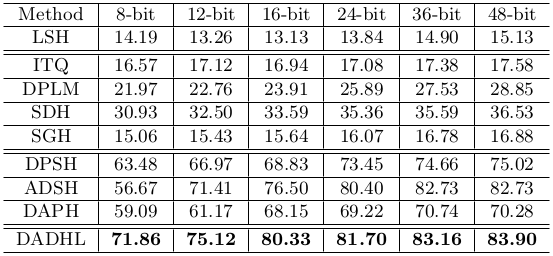 Method 8-bit 12-bit 16-bit 24-bit 36-bit 48-bit
LSH 14.19 13.26 13.13 13.84 14.90 15.13
ITQ 16.57 17.12 16.94 17.08 17.38 17.58
DPLM 21.97 22.76 23.91 25.89 27.53 28.85
SDH 30.93 32.50 33.59 35.36 35.59 36.53
SGH 15.06 15.43 15.64 16.07 16.78 16.88
DPSH 63.48 66.97 68.83 73.45 74.66 75.02
ADSH 56.67 71.41 76.50 80.40 82.73 82.73
DAPH 59.09 61.17 68.15 69.22 70.74 70.28
DADHL 71.86 75.12 80.33 81.70 83.16 83.90